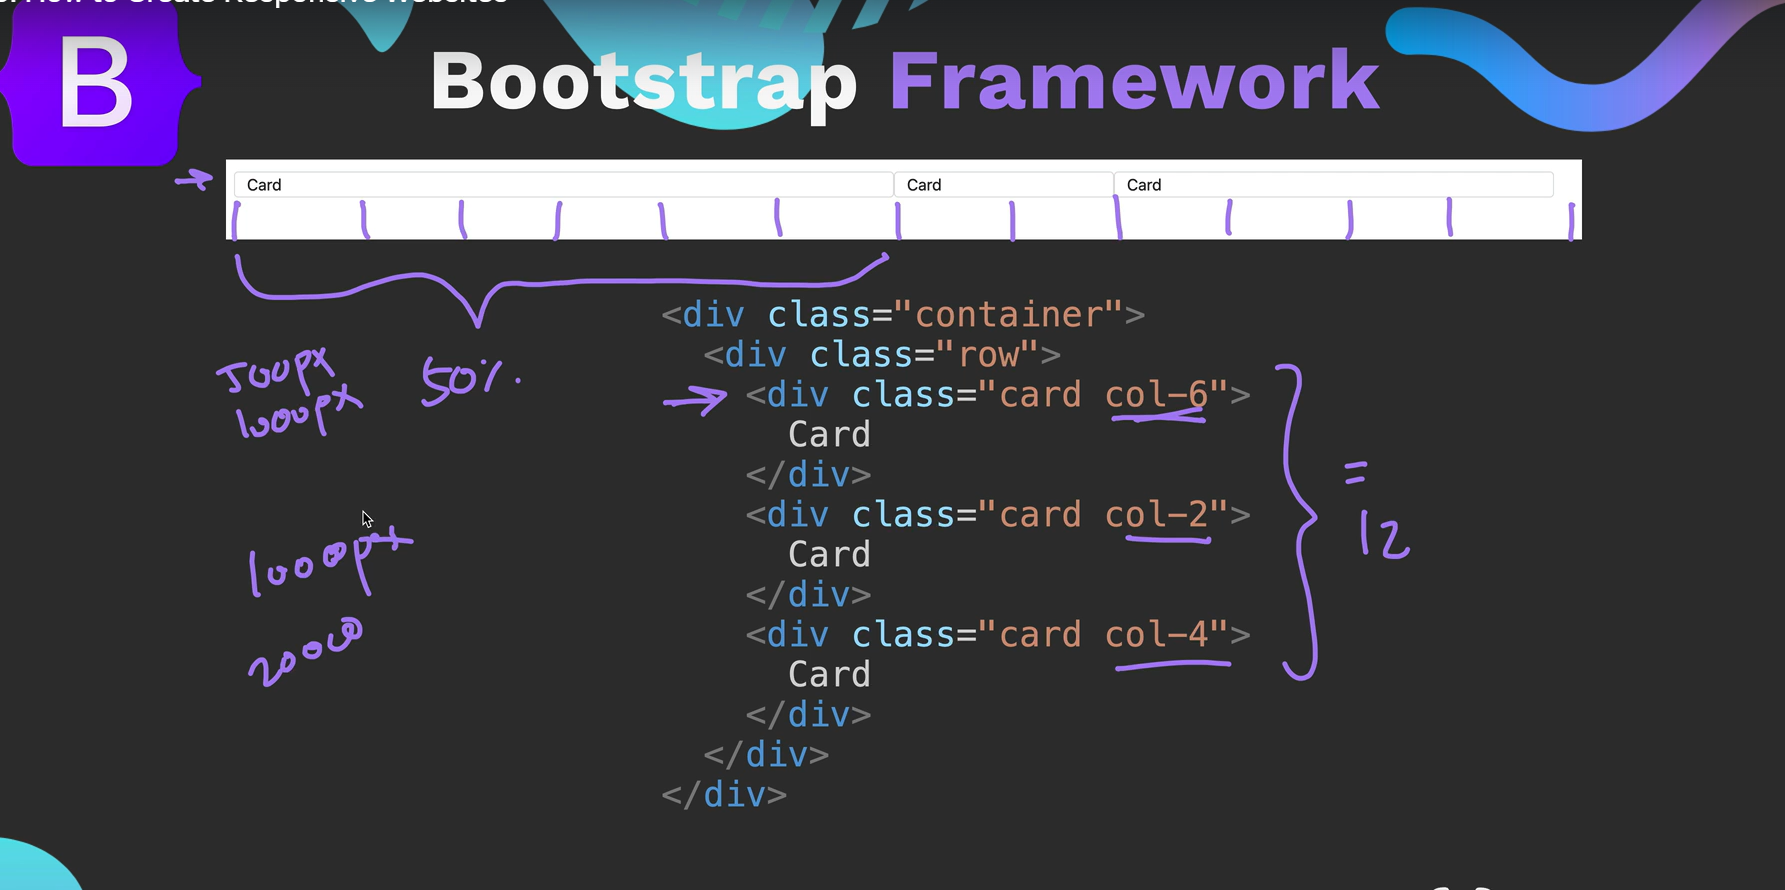 How to Create Responsive Websites
B
Bootstrap Framework
Card Card Card
<div class="container">
<div class="row">
500px 50%.
1000px
<div class="card col-6">
Card
</div>
=
<div class="card col-2">
12
Card
1000px
</div>
2000
<div class="card col-4">
Card
</div>
</div>
</div>